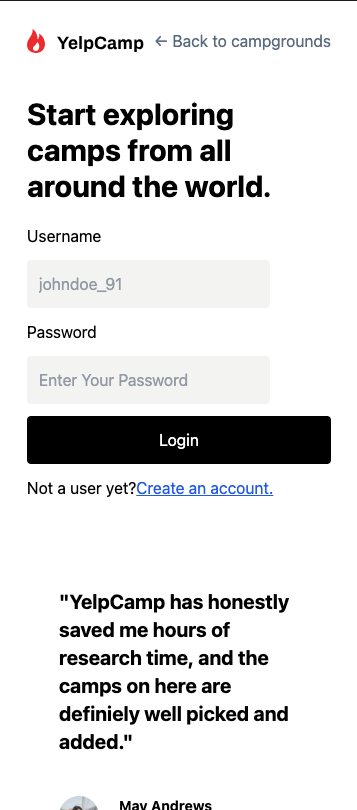 YelpCamp
← Back to campgrounds
Start exploring
camps from all
around the world.
Username
johndoe_91
Password
Enter Your Password
Login
Not a user yet?Create an account.
"YelpCamp has honestly
saved me hours of
research time, and the
camps on here are
definiely well picked and
added."
May Andrews